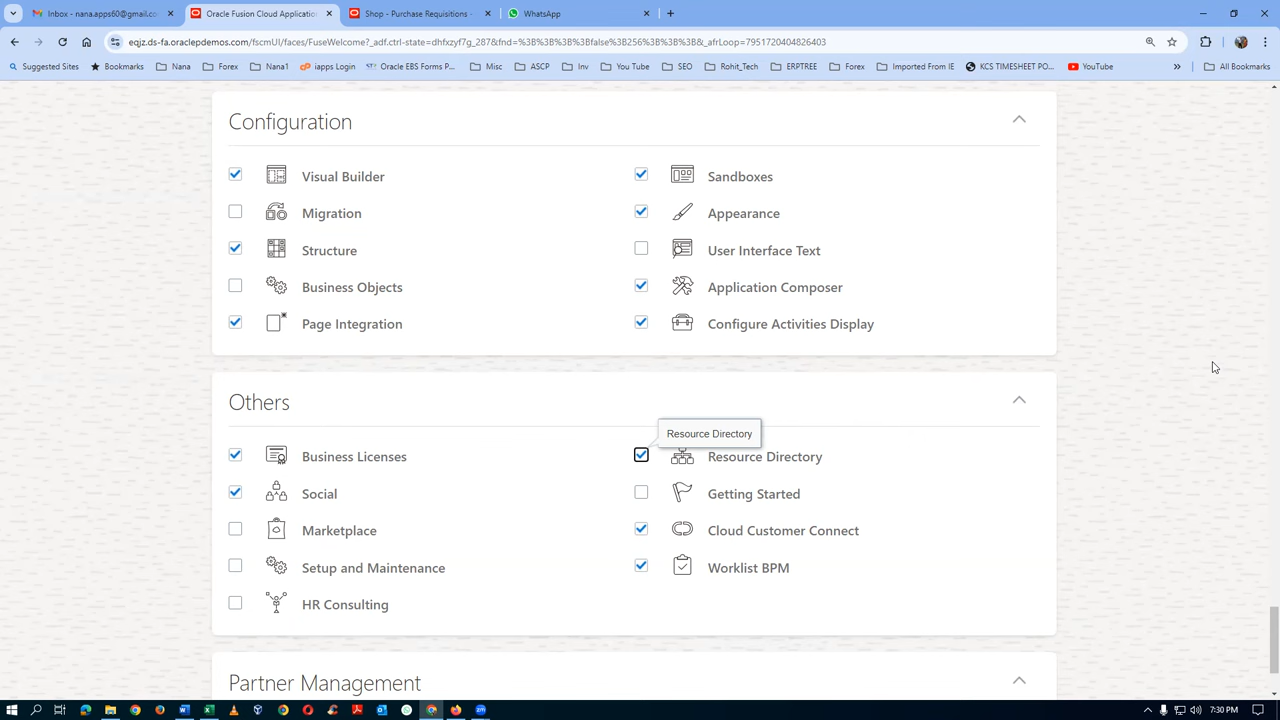 Inbox - nana.apps60@gmail.co
Oracle Fusion Cloud Application
Shop - Purchase Requisitions -
WhatsApp
eqjz.ds-fa.oraclepdemos.com/fscmUI/faces/FuseWelcome?_adf.ctrl-state=dhfxzyf7g_287&fnd=%3B%3B%3B%3Bfalse%3B256%3B%3B%3B&_afrLoop=7951720404826403
Suggested Sites
Bookmarks
Nana
Forex
Nana1
iapps Login
Oracle EBS Forms P...
Misc
ASCP
Inv
You Tube
SEO
Rohi_Tech
ERPTREE
Forex
Imported From IE
KCS TIMESHEET PO...
YouTube
»
All Bookmarks
Configuration
Visual Builder
Sandboxes
Migration
Appearance
Structure
User Interface Text
Business Objects
Application Composer
Page Integration
Configure Activities Display
Others
Resource Directory
Business Licenses
Resource Directory
Social
Getting Started
Marketplace
Cloud Customer Connect
Setup and Maintenance
Worklist BPM
HR Consulting
Partner Management
7:30 PM